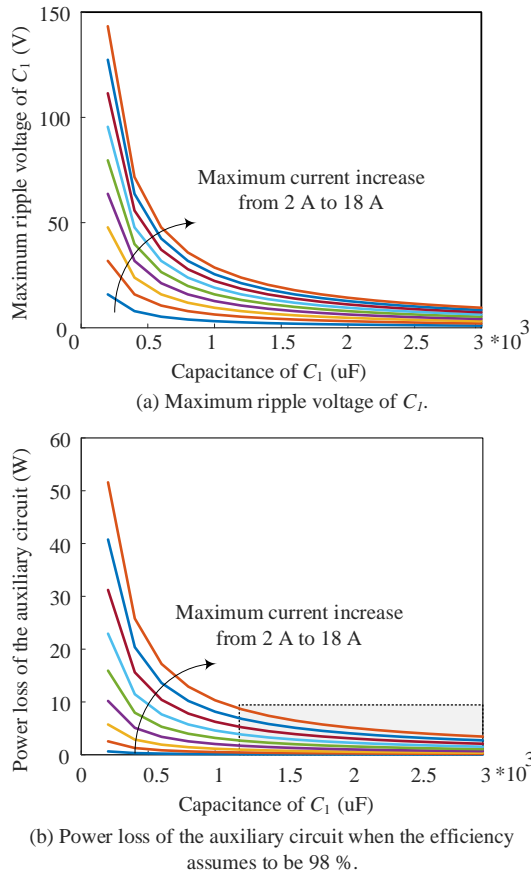 150
100
50
0
Maximum ripple voltage of C₁ (V)
Maximum current increase
from 2 A to 18 A
0 0.5 1 1.5 2 2.5 3 *10³
Capacitance of C₁ (uF)
(a) Maximum ripple voltage of C₁.
60
50
40
30
20
10
0
Power loss of the auxiliary circuit (W)
Maximum current increase
from 2 A to 18 A
0 0.5 1 1.5 2 2.5 3 *10³
Capacitance of C₁ (uF)
(b) Power loss of the auxiliary circuit when the efficiency
assumes to be 98 %.